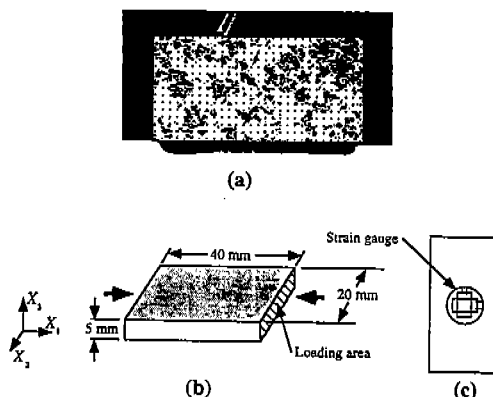 (a)
40 mm
20 mm
5 mm
Loading area
X₃
X₁
X₂
(b)
Strain gauge
(c)